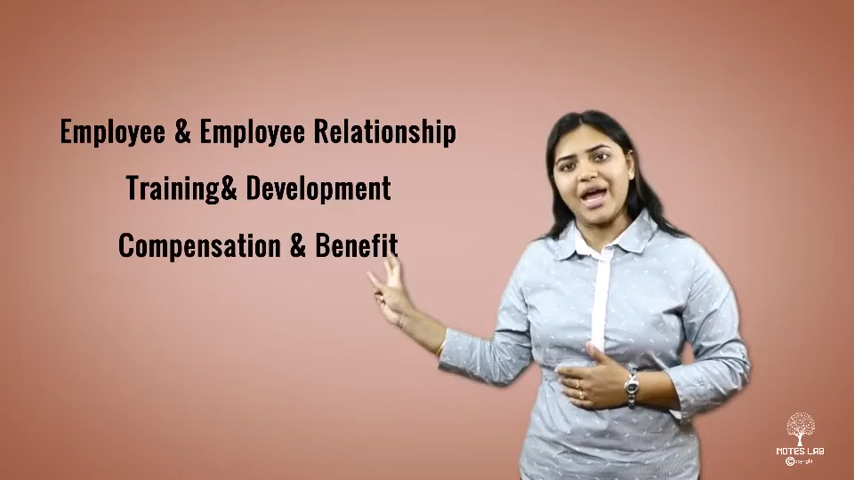 Employee & Employee Relationship
Training& Development
Compensation & Benefit
NOTES LAB